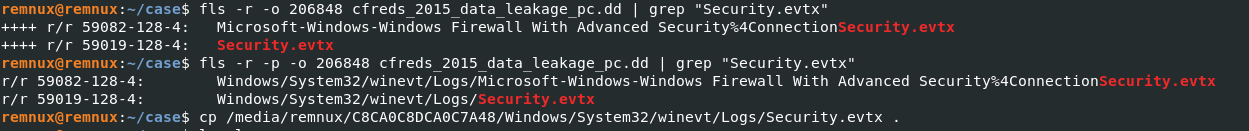 remnux@remnux:~/case$ fls -r -o 206848 cfreds_2015_data_leakage_pc.dd | grep "Security.evtx"
++++ r/r 59082-128-4:	Microsoft-Windows-Windows Firewall With Advanced Security%4ConnectionSecurity.evtx
++++ r/r 59019-128-4:	Security.evtx
remnux@remnux:~/case$ fls -r -p -o 206848 cfreds_2015_data_leakage_pc.dd | grep "Security.evtx"
r/r 59082-128-4:	Windows/System32/winevt/Logs/Microsoft-Windows-Windows Firewall With Advanced Security%4ConnectionSecurity.evtx
r/r 59019-128-4:	Windows/System32/winevt/Logs/Security.evtx
remnux@remnux:~/case$ cp /media/remnux/C8CA0C8DCA0C7A48/Windows/System32/winevt/Logs/Security.evtx .